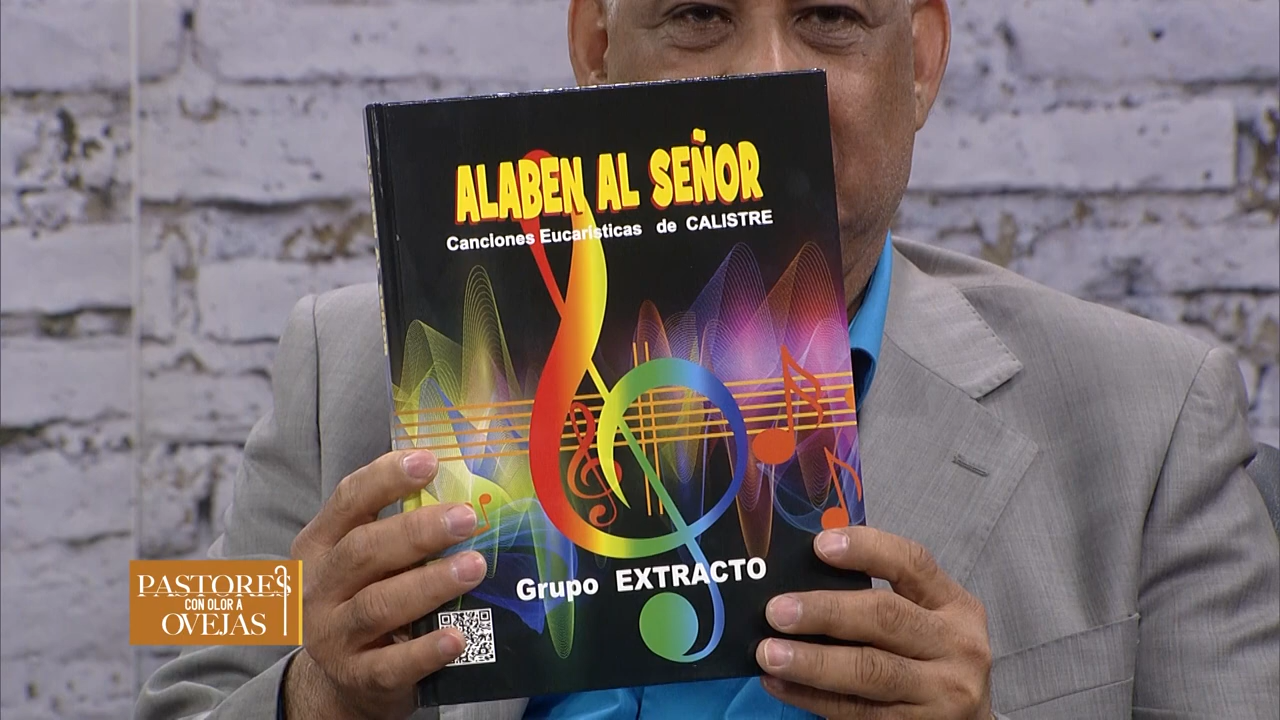 ALABEN AL SEÑOR
Canciones Eucarísticas de CALISTRE
Grupo EXTRACTO
PASTORES
CON OLOR A
OVEJAS